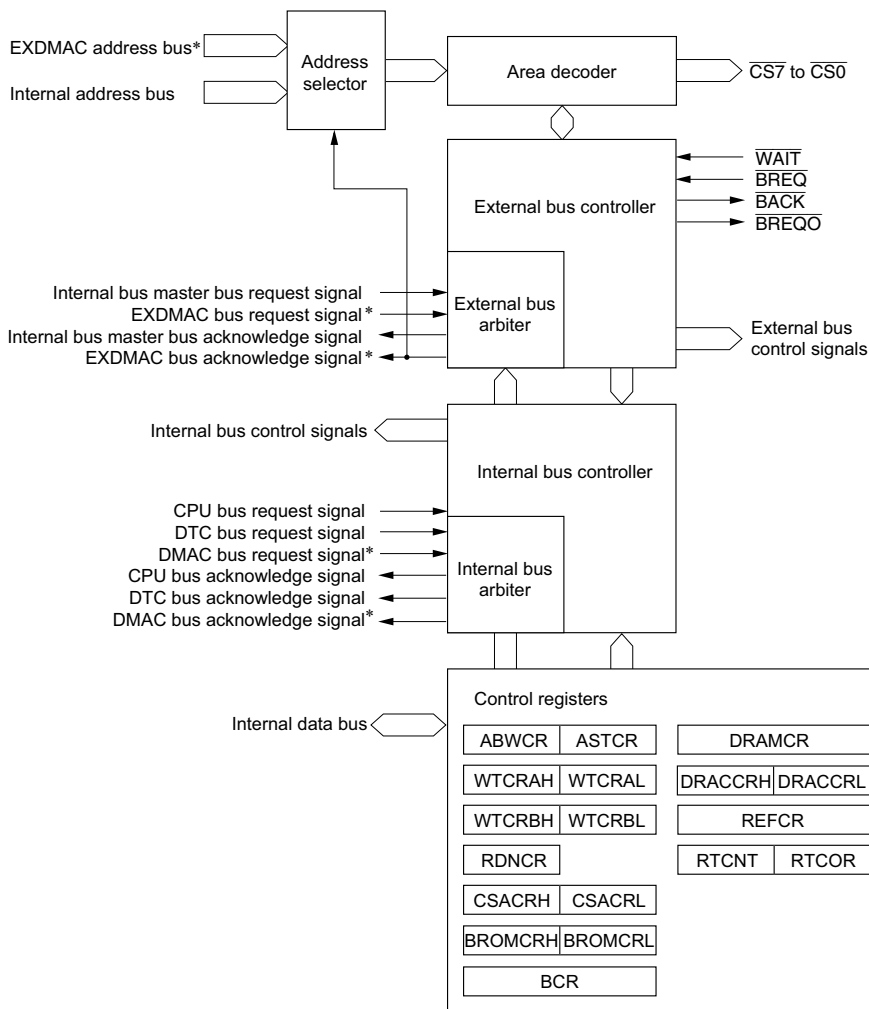 EXDMAC address bus*
Internal address bus
Address
selector
Area decoder
CS7 to CS0
WAIT
BREQ
BACK
BREQO
External bus controller
Internal bus master bus request signal
EXDMAC bus request signal*
Internal bus master bus acknowledge signal
EXDMAC bus acknowledge signal*
External bus
arbiter
External bus
control signals
Internal bus control signals
Internal bus controller
CPU bus request signal
DTC bus request signal
DMAC bus request signal*
CPU bus acknowledge signal
DTC bus acknowledge signal
DMAC bus acknowledge signal*
Internal bus
arbiter
Internal data bus
Control registers
ABWCR ASTCR DRAMCR
WTCRAH WTCRAL DRACCRH DRACCRL
WTCRBH WTCRBL REFCR
RDNCR RTCNT RTCOR
CSACRH CSACRL
BROMCRH BROMCRL
BCR